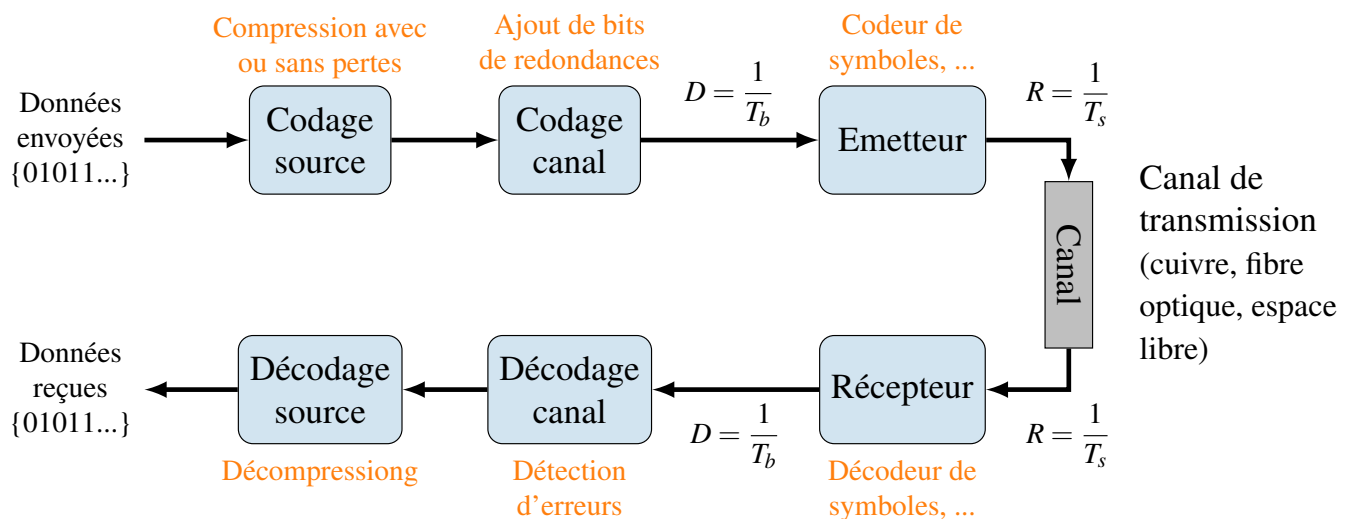 Compression avec
ou sans pertes
Ajout de bits
de redondances
Codeur de
symboles, ...
Données
envoyées
{01011...}
Codage
source
Codage
canal
D = 1/T_b
Emetteur
R = 1/T_s
Canal
Canal de
transmission
(cuivre, fibre
optique, espace
libre)
Données
reçues
{01011...}
Décodage
source
Décodage
canal
D = 1/T_b
Récepteur
R = 1/T_s
Décompressiong
Détection
d'erreurs
Décodeur de
symboles, ...